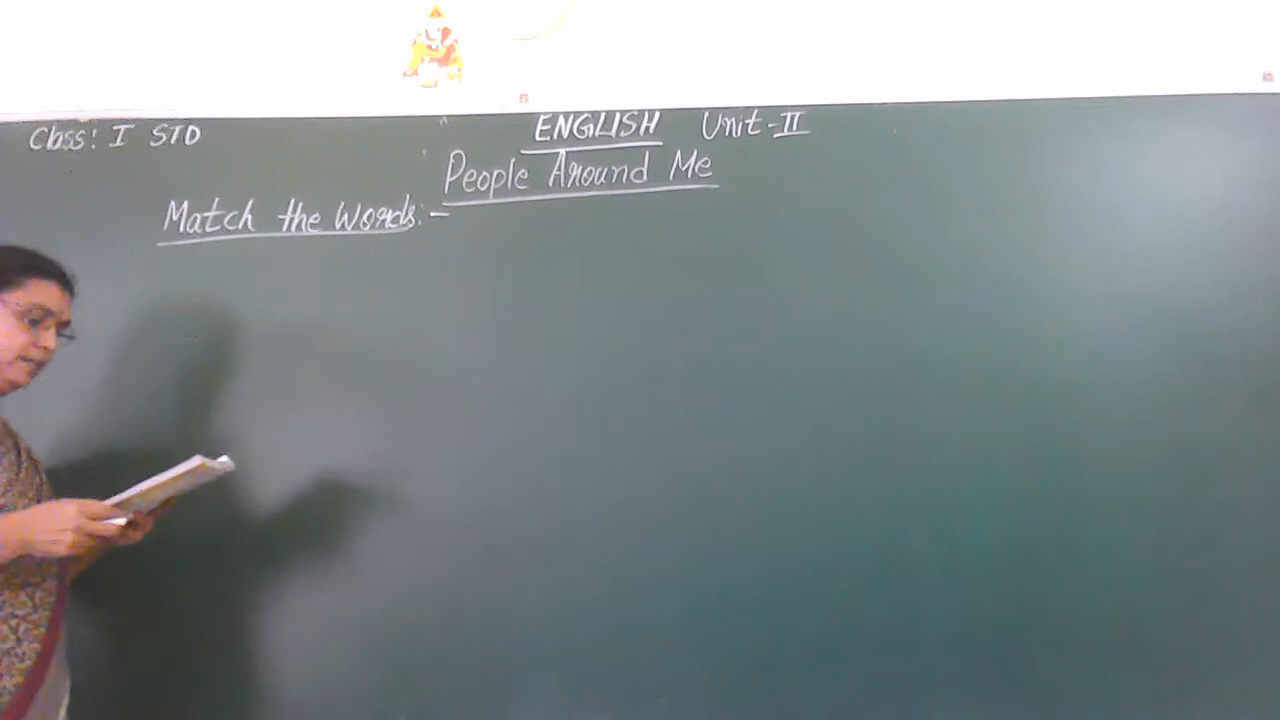 Class: I STD
ENGLISH Unit-II
People Around Me
Match the Words:-